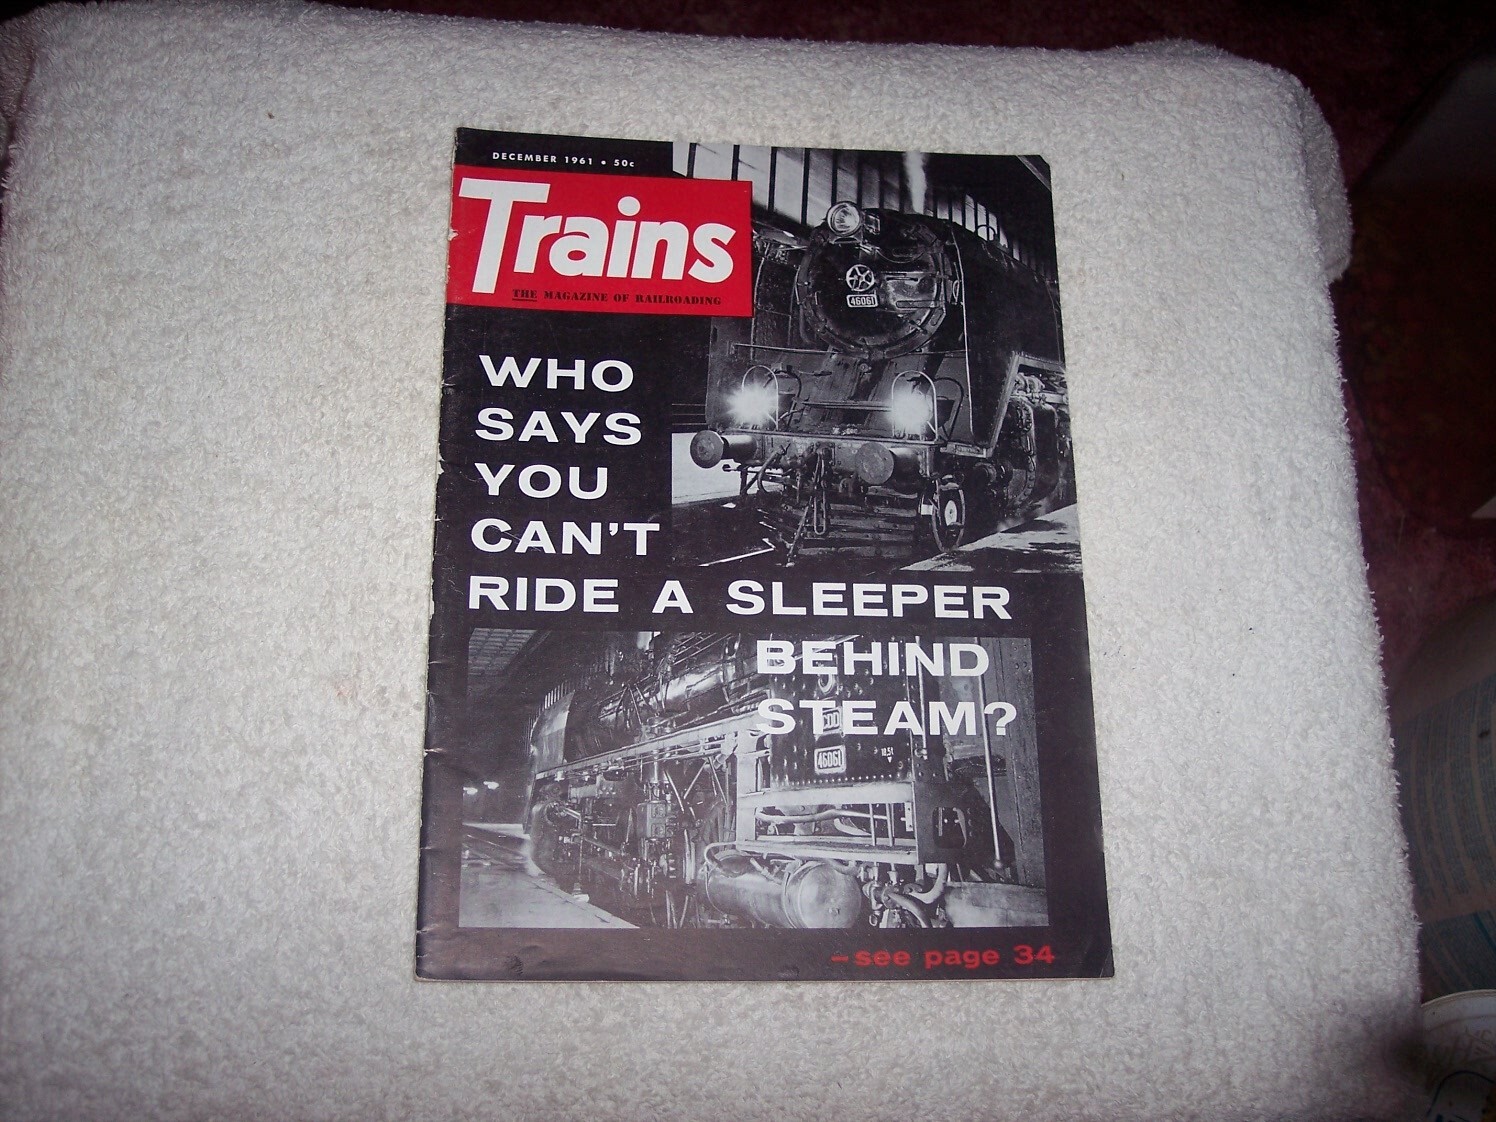 DECEMBER 1961 • 50c
Trains
THE MAGAZINE OF RAILROADING
46061
WHO
SAYS
YOU
CAN'T
RIDE A SLEEPER
BEHIND
STEAM?
46061
—see page 34